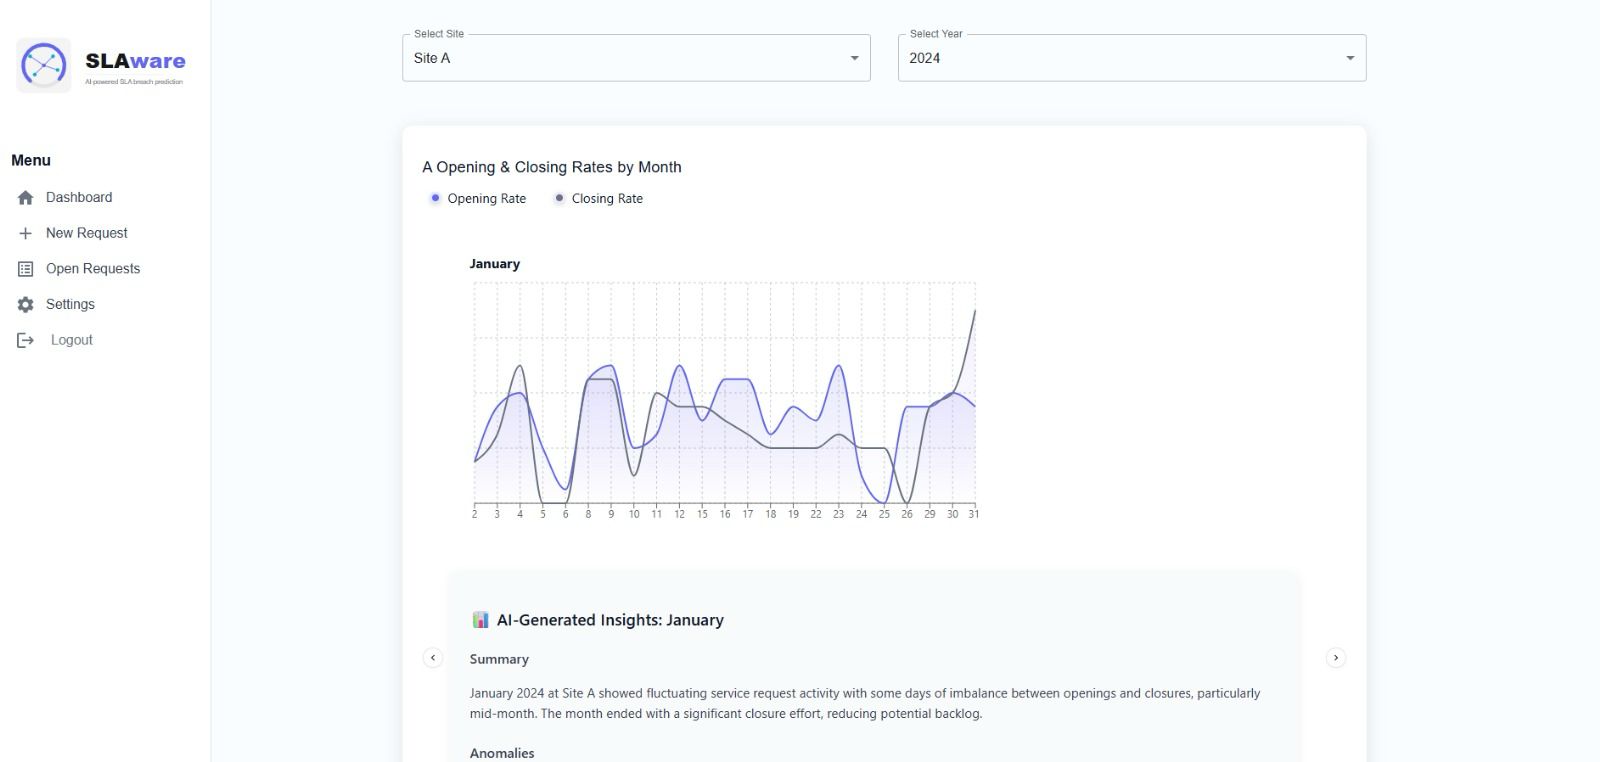 SLAware
AI-powered SLA breach prediction
Menu
Dashboard
New Request
Open Requests
Settings
Logout
Select Site
Site A
Select Year
2024
A Opening & Closing Rates by Month
Opening Rate
Closing Rate
January
2 3 4 5 6 8 9 10 11 12 15 16 17 18 19 22 23 24 25 26 29 30 31
AI-Generated Insights: January
Summary
January 2024 at Site A showed fluctuating service request activity with some days of imbalance between openings and closures, particularly
mid-month. The month ended with a significant closure effort, reducing potential backlog.
Anomalies